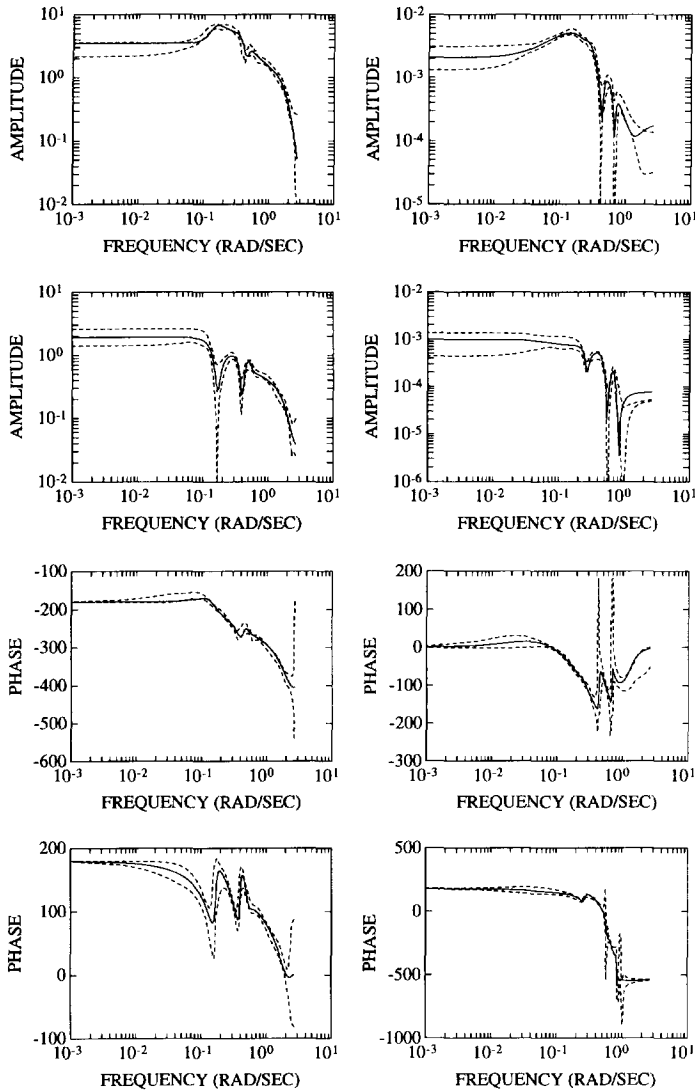 10¹ 10⁰ 10⁻¹ 10⁻²
AMPLITUDE
10⁻³ 10⁻² 10⁻¹ 10⁰ 10¹
FREQUENCY (RAD/SEC)
10⁻² 10⁻³ 10⁻⁴ 10⁻⁵
AMPLITUDE
10⁻³ 10⁻² 10⁻¹ 10⁰ 10¹
FREQUENCY (RAD/SEC)
10¹ 10⁰ 10⁻¹ 10⁻²
AMPLITUDE
10⁻³ 10⁻² 10⁻¹ 10⁰ 10¹
FREQUENCY (RAD/SEC)
10⁻² 10⁻³ 10⁻⁴ 10⁻⁵ 10⁻⁶
AMPLITUDE
10⁻³ 10⁻² 10⁻¹ 10⁰ 10¹
FREQUENCY (RAD/SEC)
-100 -200 -300 -400 -500 -600
PHASE
10⁻³ 10⁻² 10⁻¹ 10⁰ 10¹
FREQUENCY (RAD/SEC)
200 100 0 -100 -200 -300
PHASE
10⁻³ 10⁻² 10⁻¹ 10⁰ 10¹
FREQUENCY (RAD/SEC)
200 100 0 -100
PHASE
10⁻³ 10⁻² 10⁻¹ 10⁰ 10¹
FREQUENCY (RAD/SEC)
500 0 -500 -1000
PHASE
10⁻³ 10⁻² 10⁻¹ 10⁰ 10¹
FREQUENCY (RAD/SEC)